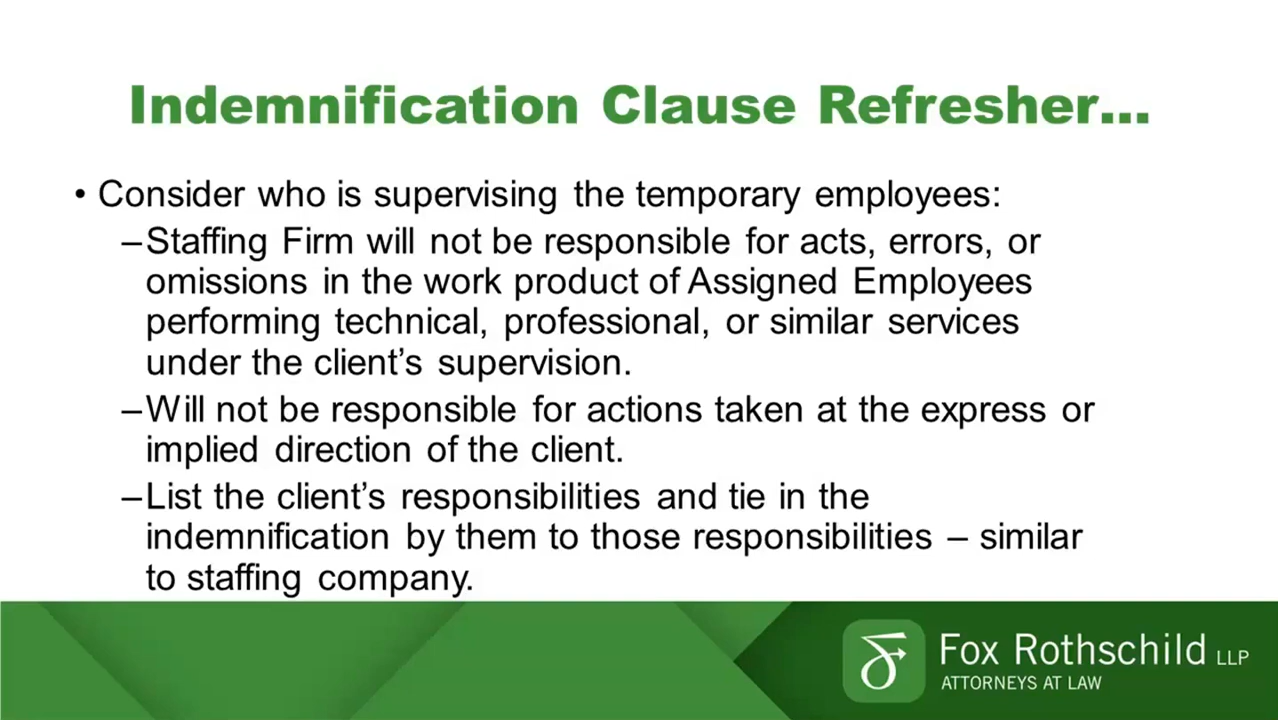 Indemnification Clause Refresher...
• Consider who is supervising the temporary employees:
–Staffing Firm will not be responsible for acts, errors, or
omissions in the work product of Assigned Employees
performing technical, professional, or similar services
under the client’s supervision.
–Will not be responsible for actions taken at the express or
implied direction of the client.
–List the client’s responsibilities and tie in the
indemnification by them to those responsibilities – similar
to staffing company.
Fox Rothschild LLP
ATTORNEYS AT LAW